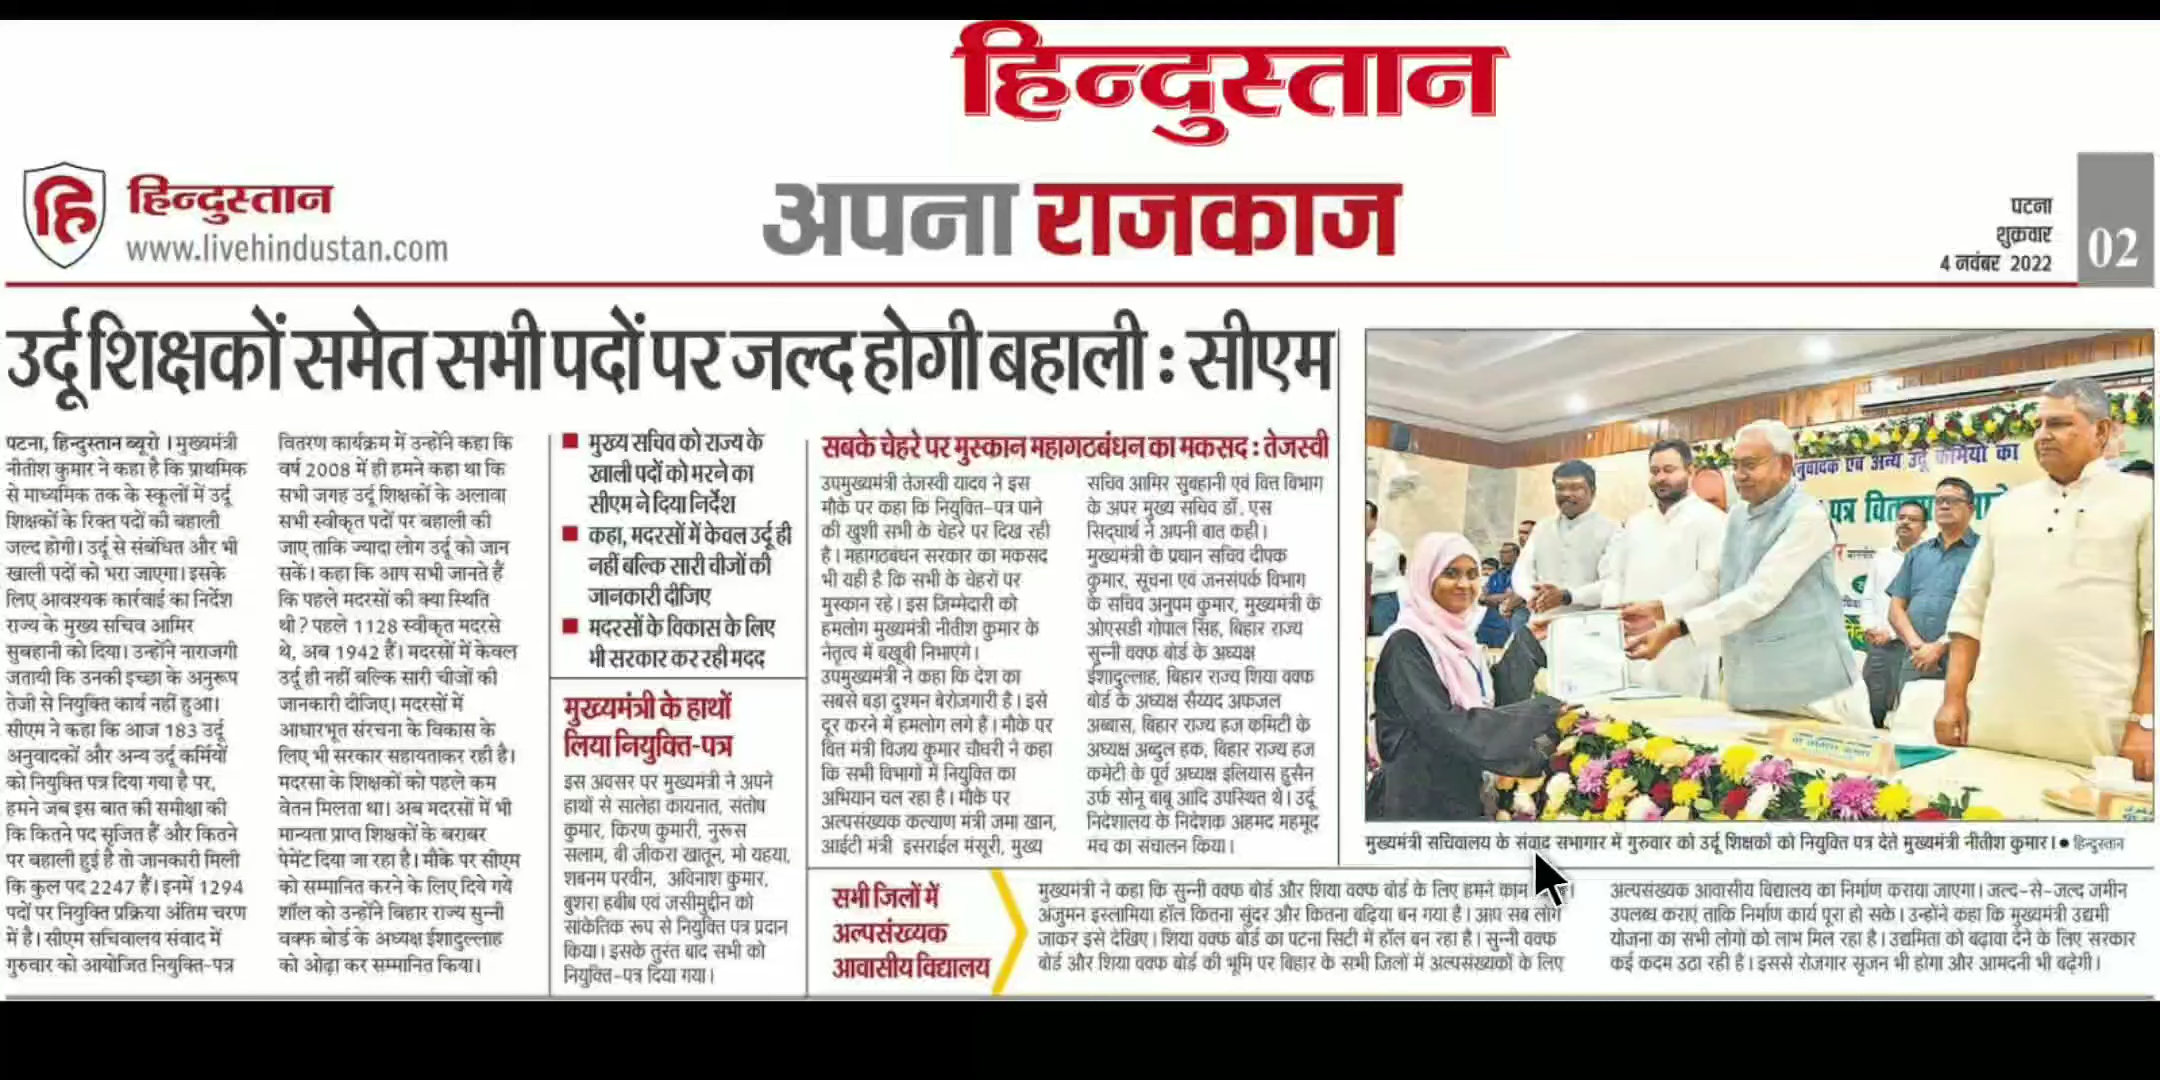 हिन्दुस्तान
हि
हिन्दुस्तान
www.livehindustan.com
अपना राजकाज
पटना
शुक्रवार
4 नवंबर 2022
02
उर्दू शिक्षकों समेत सभी पदों पर जल्द होगी बहाली : सीएम
पटना, हिन्दुस्तान ब्यूरो । मुख्यमंत्री
नीतीश कुमार ने कहा है कि प्राथमिक
से माध्यमिक तक के स्कूलों में उर्दू
शिक्षकों के रिक्त पदों की बहाली
जल्द होगी। उर्दू से संबंधित और भी
खाली पदों को भरा जाएगा। इसके
लिए आवश्यक कार्रवाई का निर्देश
राज्य के मुख्य सचिव आमिर
सुबहानी को दिया। उन्होंने नाराजगी
जतायी कि उनकी इच्छा के अनुरूप
तेजी से नियुक्ति कार्य नहीं हुआ।
सीएम ने कहा कि आज 183 उर्दू
अनुवादकों और अन्य उर्दू कर्मियों
को नियुक्ति पत्र दिया गया है पर,
हमने जब इस बात की समीक्षा की
कि कितने पद सृजित हैं और कितने
पर बहाली हुई है तो जानकारी मिली
कि कुल पद 2247 हैं। इनमें 1294
पदों पर नियुक्ति प्रक्रिया अंतिम चरण
में है। सीएम सचिवालय संवाद में
गुरुवार को आयोजित नियुक्ति-पत्र
वितरण कार्यक्रम में उन्होंने कहा कि
वर्ष 2008 में ही हमने कहा था कि
सभी जगह उर्दू शिक्षकों के अलावा
सभी स्वीकृत पदों पर बहाली की
जाए ताकि ज्यादा लोग उर्दू को जान
सकें। कहा कि आप सभी जानते हैं
कि पहले मदरसों की क्या स्थिति
थी? पहले 1128 स्वीकृत मदरसे
थे, अब 1942 हैं। मदरसों में केवल
उर्दू ही नहीं बल्कि सारी चीजों की
जानकारी दीजिए। मदरसों में
आधारभूत संरचना के विकास के
लिए भी सरकार सहायताकर रही है।
मदरसा के शिक्षकों को पहले कम
वेतन मिलता था। अब मदरसों में भी
मान्यता प्राप्त शिक्षकों के बराबर
पेमेंट दिया जा रहा है। मौके पर सीएम
को सम्मानित करने के लिए दिये गये
शॉल को उन्होंने बिहार राज्य सुन्नी
वक्फ बोर्ड के अध्यक्ष ईशादुल्लाह
को ओढ़ा कर सम्मानित किया।
मुख्य सचिव को राज्य के
खाली पदों को भरने का
सीएम ने दिया निर्देश
कहा, मदरसों में केवल उर्दू ही
नहीं बल्कि सारी चीजों की
जानकारी दीजिए
मदरसों के विकास के लिए
भी सरकार कर रही मदद
मुख्यमंत्री के हाथों
लिया नियुक्ति-पत्र
इस अवसर पर मुख्यमंत्री ने अपने
हाथों से सालेहा कायनात, संतोष
कुमार, किरण कुमारी, नुरूस
सलाम, बी जीकरा खातून, मो यहया,
शबनम परवीन, अविनाश कुमार,
बुशरा हबीब एवं जसीमुद्दीन को
सांकेतिक रूप से नियुक्ति पत्र प्रदान
किया। इसके तुरंत बाद सभी को
नियुक्ति-पत्र दिया गया।
सबके चेहरे पर मुस्कान महागठबंधन का मकसद : तेजस्वी
उपमुख्यमंत्री तेजस्वी यादव ने इस
मौके पर कहा कि नियुक्ति-पत्र पाने
की खुशी सभी के चेहरे पर दिख रही
है। महागठबंधन सरकार का मकसद
भी यही है कि सभी के चेहरों पर
मुस्कान रहे। इस जिम्मेदारी को
हमलोग मुख्यमंत्री नीतीश कुमार के
नेतृत्व में बखूबी निभाएंगे।
उपमुख्यमंत्री ने कहा कि देश का
सबसे बड़ा दुश्मन बेरोजगारी है। इसे
दूर करने में हमलोग लगे हैं। मौके पर
वित्त मंत्री विजय कुमार चौधरी ने कहा
कि सभी विभागों में नियुक्ति का
अभियान चल रहा है। मौके पर
अल्पसंख्यक कल्याण मंत्री जमा खान,
आईटी मंत्री इसराईल मंसूरी, मुख्य
सचिव आमिर सुबहानी एवं वित्त विभाग
के अपर मुख्य सचिव डॉ. एस
सिद्धार्थ ने अपनी बात कही।
मुख्यमंत्री के प्रधान सचिव दीपक
कुमार, सूचना एवं जनसंपर्क विभाग
के सचिव अनुपम कुमार, मुख्यमंत्री के
ओएसडी गोपाल सिंह, बिहार राज्य
सुन्नी वक्फ बोर्ड के अध्यक्ष
ईशादुल्लाह, बिहार राज्य शिया वक्फ
बोर्ड के अध्यक्ष सैय्यद अफजल
अब्बास, बिहार राज्य हज कमिटी के
अध्यक्ष अब्दुल हक, बिहार राज्य हज
कमेटी के पूर्व अध्यक्ष इलियास हुसैन
उर्फ सोनू बाबू आदि उपस्थित थे। उर्दू
निदेशालय के निदेशक अहमद महमूद
मंच का संचालन किया।
नुवादक एवं अन्य उर्दू कर्मियों का
पत्र
मुख्यमंत्री सचिवालय के संवाद सभागार में गुरुवार को उर्दू शिक्षकों को नियुक्ति पत्र देते मुख्यमंत्री नीतीश कुमार। ● हिन्दुस्तान
सभी जिलों में
अल्पसंख्यक
आवासीय विद्यालय
मुख्यमंत्री ने कहा कि सुन्नी वक्फ बोर्ड और शिया वक्फ बोर्ड के लिए हमने काम
अंजुमन इस्लामिया हॉल कितना सुंदर और कितना बढ़िया बन गया है। आप सब लोग
जाकर इसे देखिए। शिया वक्फ बोर्ड का पटना सिटी में हॉल बन रहा है। सुन्नी वक्फ
बोर्ड और शिया वक्फ बोर्ड की भूमि पर बिहार के सभी जिलों में अल्पसंख्यकों के लिए
अल्पसंख्यक आवासीय विद्यालय का निर्माण कराया जाएगा। जल्द-से-जल्द जमीन
उपलब्ध कराएं ताकि निर्माण कार्य पूरा हो सके। उन्होंने कहा कि मुख्यमंत्री उद्यमी
योजना का सभी लोगों को लाभ मिल रहा है। उद्यमिता को बढ़ावा देने के लिए सरकार
कई कदम उठा रही है। इससे रोजगार सृजन भी होगा और आमदनी भी बढ़ेगी।